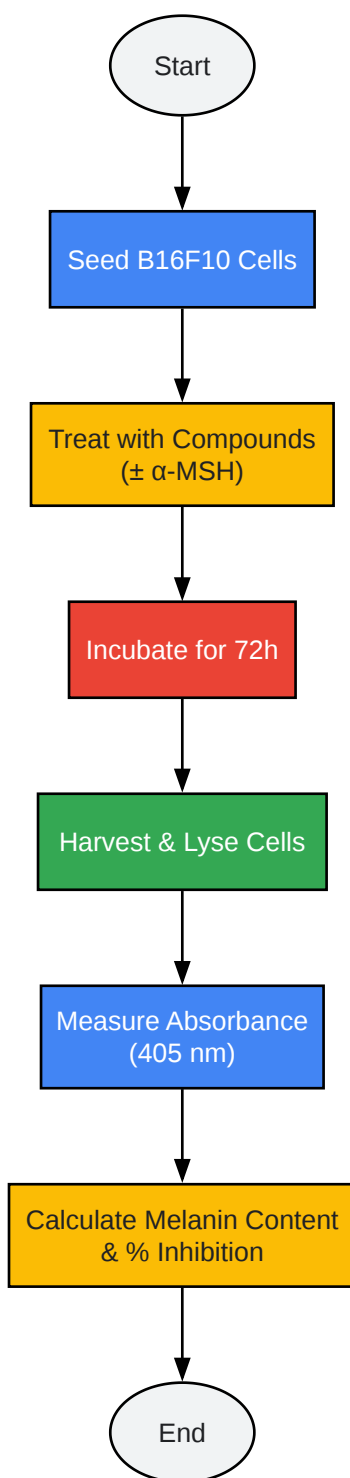 Start
Seed B16F10 Cells
Treat with Compounds
(± α-MSH)
Incubate for 72h
Harvest & Lyse Cells
Measure Absorbance
(405 nm)
Calculate Melanin Content
& % Inhibition
End